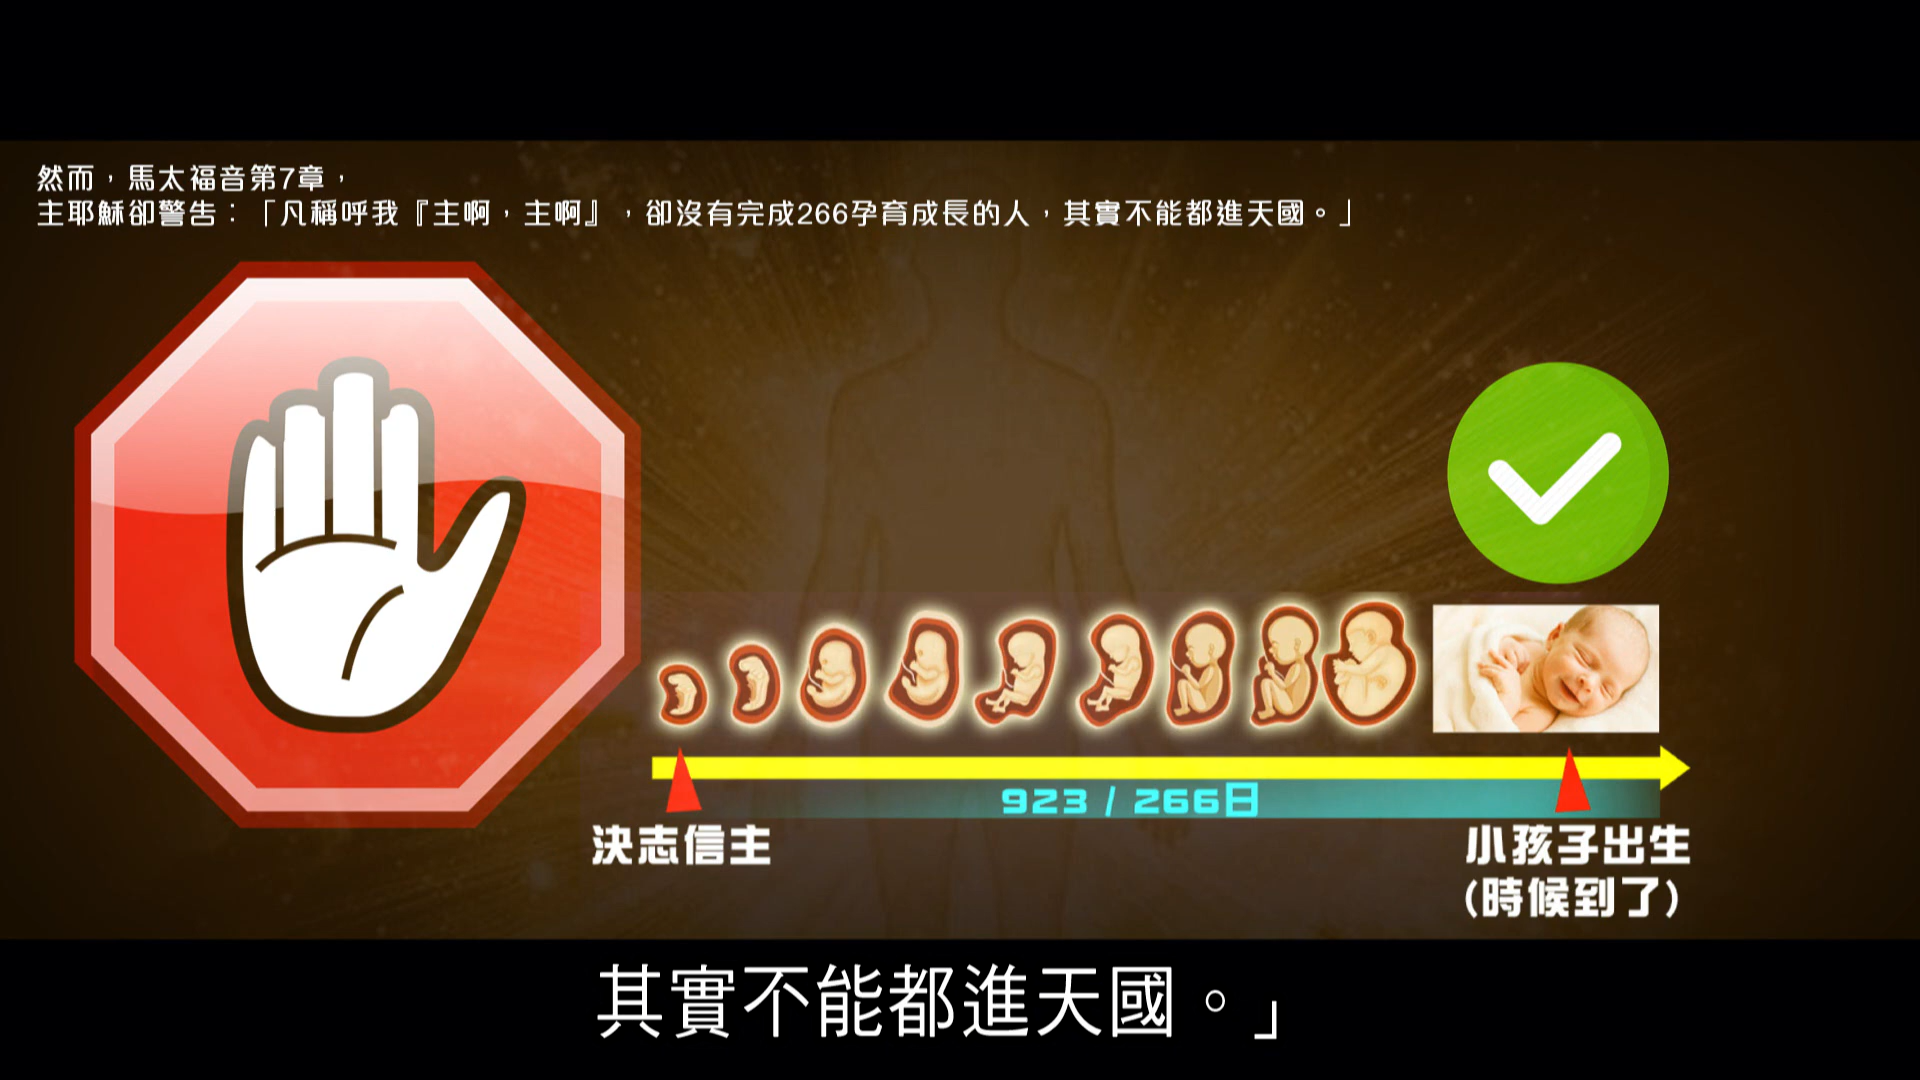 然而，馬太福音第7章，
主耶穌卻警告：「凡稱呼我『主啊，主啊』，卻沒有完成266孕育成長的人，其實不能都進天國。」
923 / 266日
決志信主
小孩子出生
(時候到了)
其實不能都進天國。」